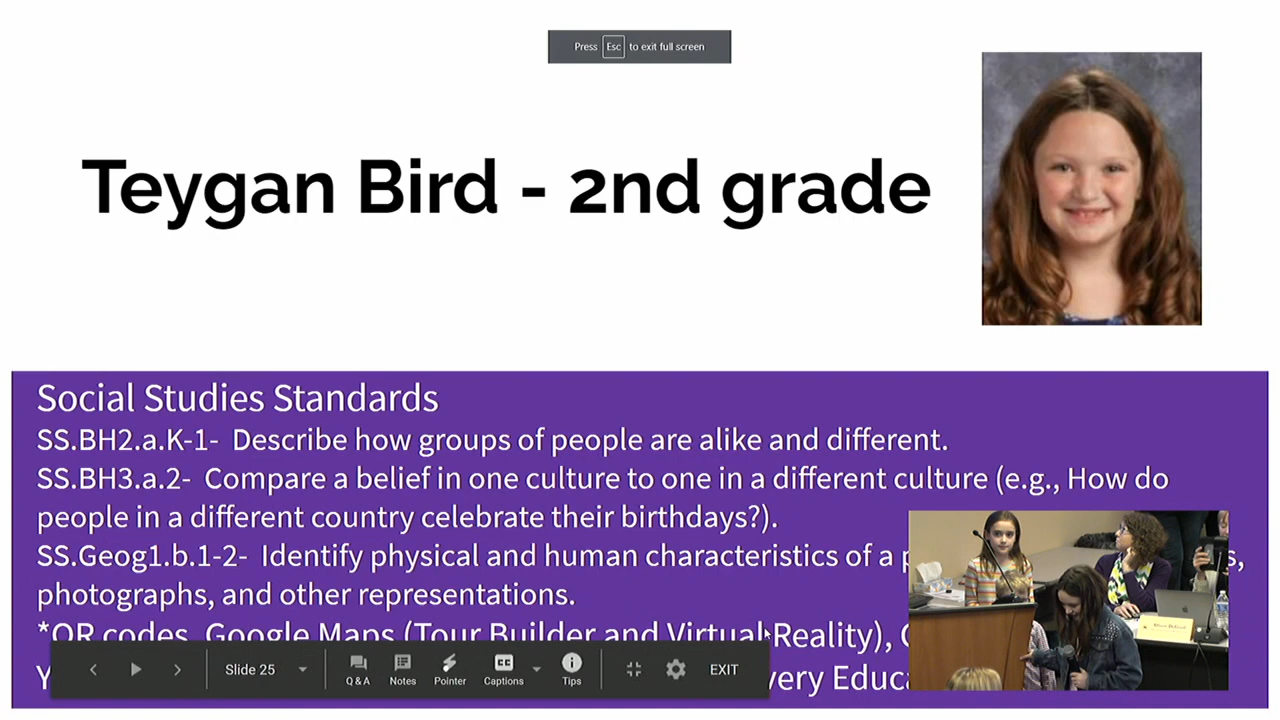 Press Esc to exit full screen
Teygan Bird - 2nd grade
Social Studies Standards
SS.BH2.a.K-1- Describe how groups of people are alike and different.
SS.BH3.a.2- Compare a belief in one culture to one in a different culture (e.g., How do
people in a different country celebrate their birthdays?).
SS.Geog1.b.1-2- Identify physical and human characteristics of a
photographs, and other representations.
*QR codes, Google Maps (Tour Builder and Virtual Reality),
Slide 25
Q & A
Notes
Pointer
CC
Captions
Tips
EXIT